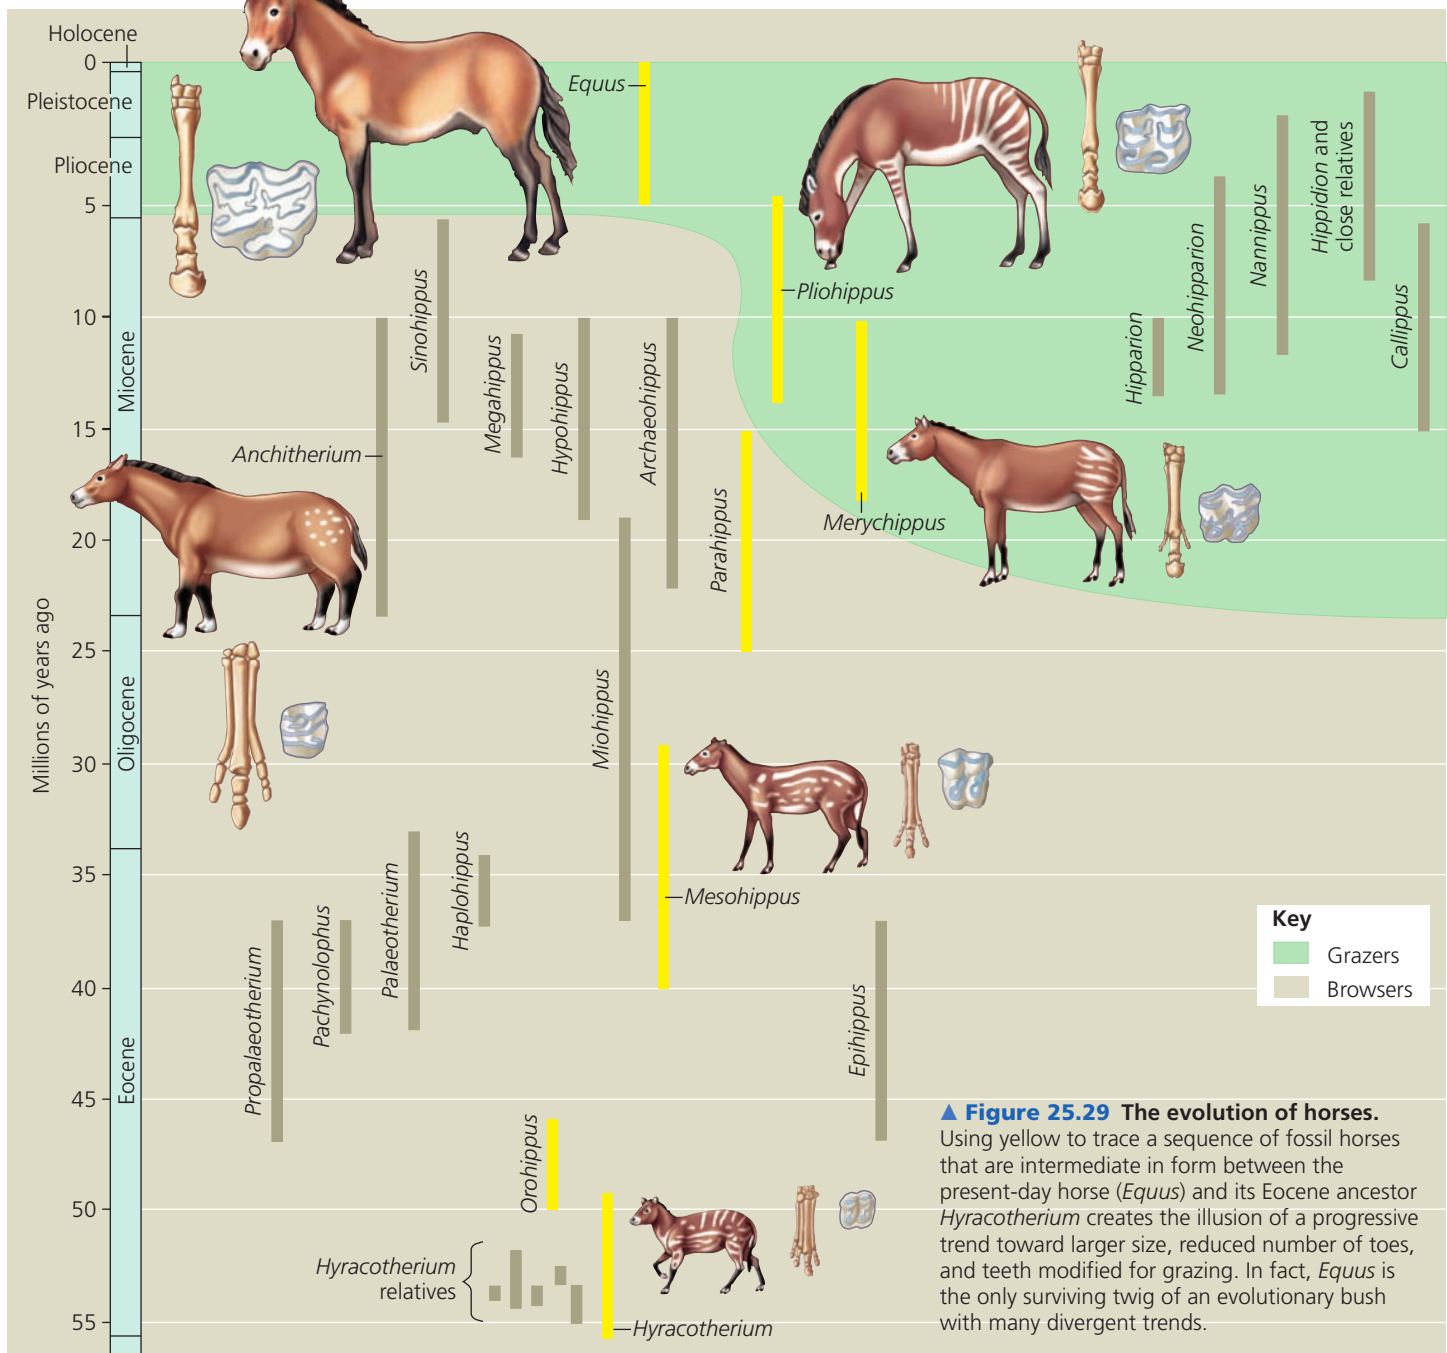 Holocene
0
Pleistocene
Pliocene
5
10
Miocene
15
20
25
Oligocene
30
35
40
Eocene
45
50
55
Millions of years ago
Equus
Pliohippus
Hippidion and
close relatives
Nannippus
Neohipparion
Hipparion
Callippus
Sinohippus
Megahippus
Hypohippus
Archaeohippus
Anchitherium
Parahippus
Merychippus
Miohippus
Mesohippus
Haplohippus
Palaeotherium
Pachynolophus
Propalaeotherium
Epihippus
Orohippus
Hyracotherium
relatives
Hyracotherium
Key
Grazers
Browsers
▲ Figure 25.29 The evolution of horses.
Using yellow to trace a sequence of fossil horses
that are intermediate in form between the
present-day horse (Equus) and its Eocene ancestor
Hyracotherium creates the illusion of a progressive
trend toward larger size, reduced number of toes,
and teeth modified for grazing. In fact, Equus is
the only surviving twig of an evolutionary bush
with many divergent trends.